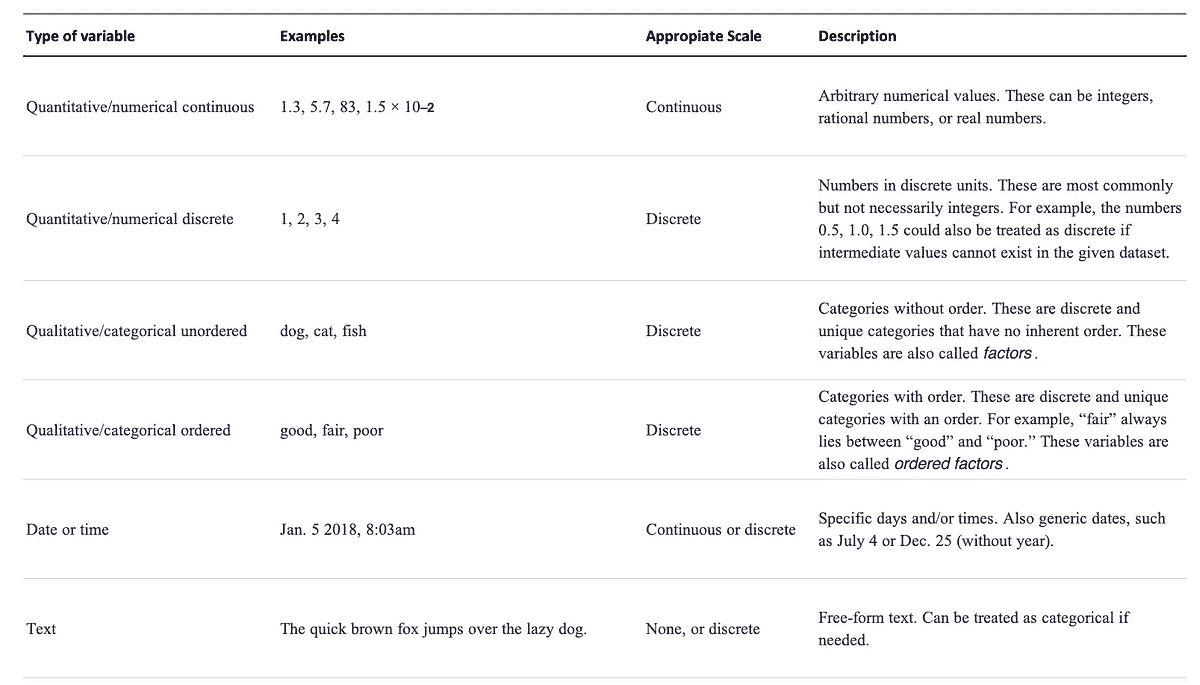 Type of variable Examples Appropiate Scale Description
Quantitative/numerical continuous 1.3, 5.7, 83, 1.5 × 10–2 Continuous Arbitrary numerical values. These can be integers,
rational numbers, or real numbers.
Quantitative/numerical discrete 1, 2, 3, 4 Discrete Numbers in discrete units. These are most commonly
but not necessarily integers. For example, the numbers
0.5, 1.0, 1.5 could also be treated as discrete if
intermediate values cannot exist in the given dataset.
Qualitative/categorical unordered dog, cat, fish Discrete Categories without order. These are discrete and
unique categories that have no inherent order. These
variables are also called factors.
Qualitative/categorical ordered good, fair, poor Discrete Categories with order. These are discrete and unique
categories with an order. For example, “fair” always
lies between “good” and “poor.” These variables are
also called ordered factors.
Date or time Jan. 5 2018, 8:03am Continuous or discrete Specific days and/or times. Also generic dates, such
as July 4 or Dec. 25 (without year).
Text The quick brown fox jumps over the lazy dog. None, or discrete Free-form text. Can be treated as categorical if
needed.